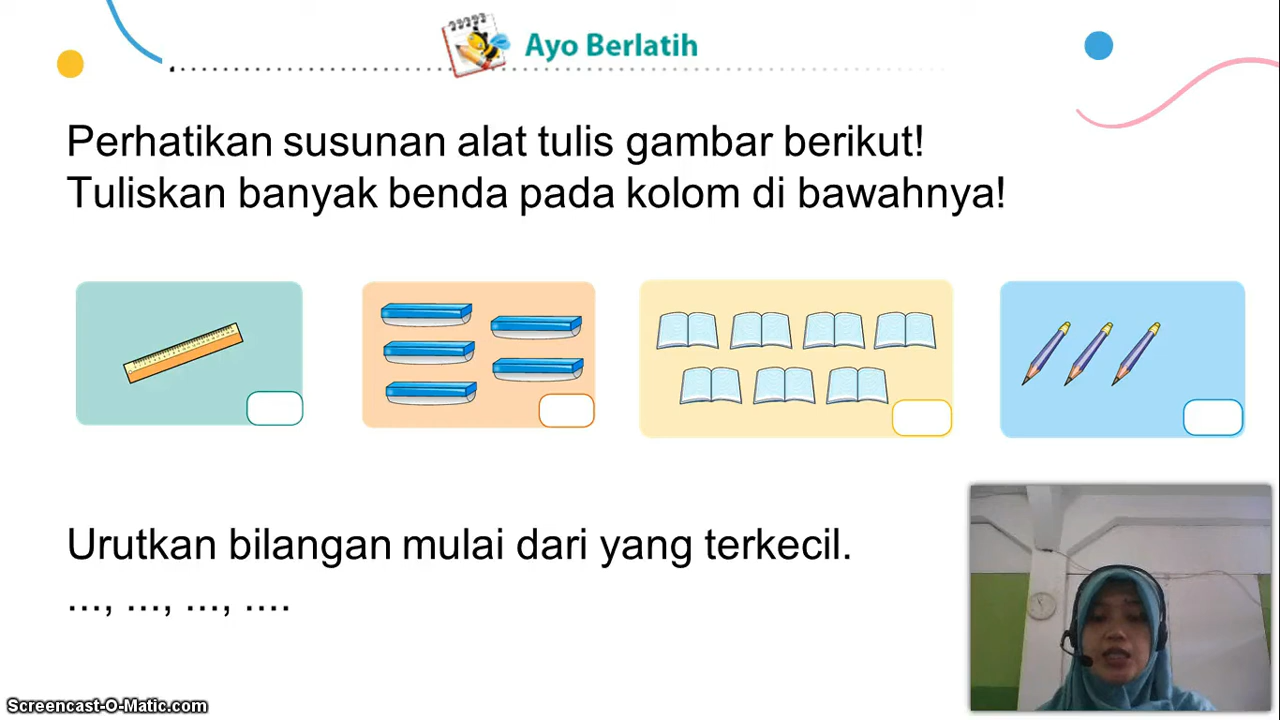 Ayo Berlatih
Perhatikan susunan alat tulis gambar berikut!
Tuliskan banyak benda pada kolom di bawahnya!
Urutkan bilangan mulai dari yang terkecil.
..., ..., ..., ....
Screencast-O-Matic.com